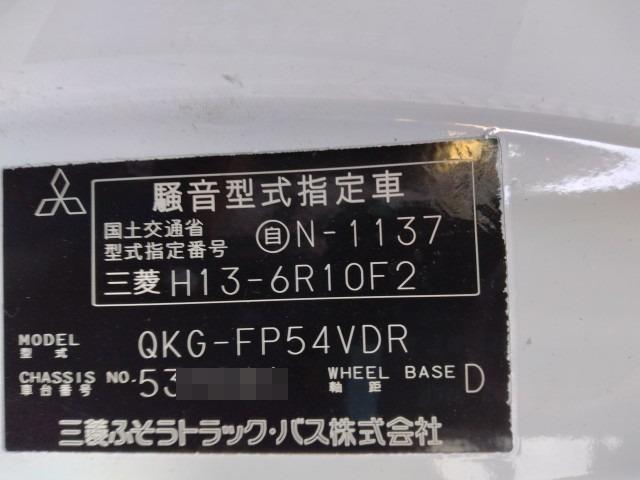 騒音型式指定車
国土交通省
型式指定番号 自N-1137
三菱 H13-6R10F2
MODEL
型式 QKG-FP54VDR
CHASSIS NO. 53
車台番号
WHEEL BASE D
軸距
三菱ふそうトラック・バス株式会社